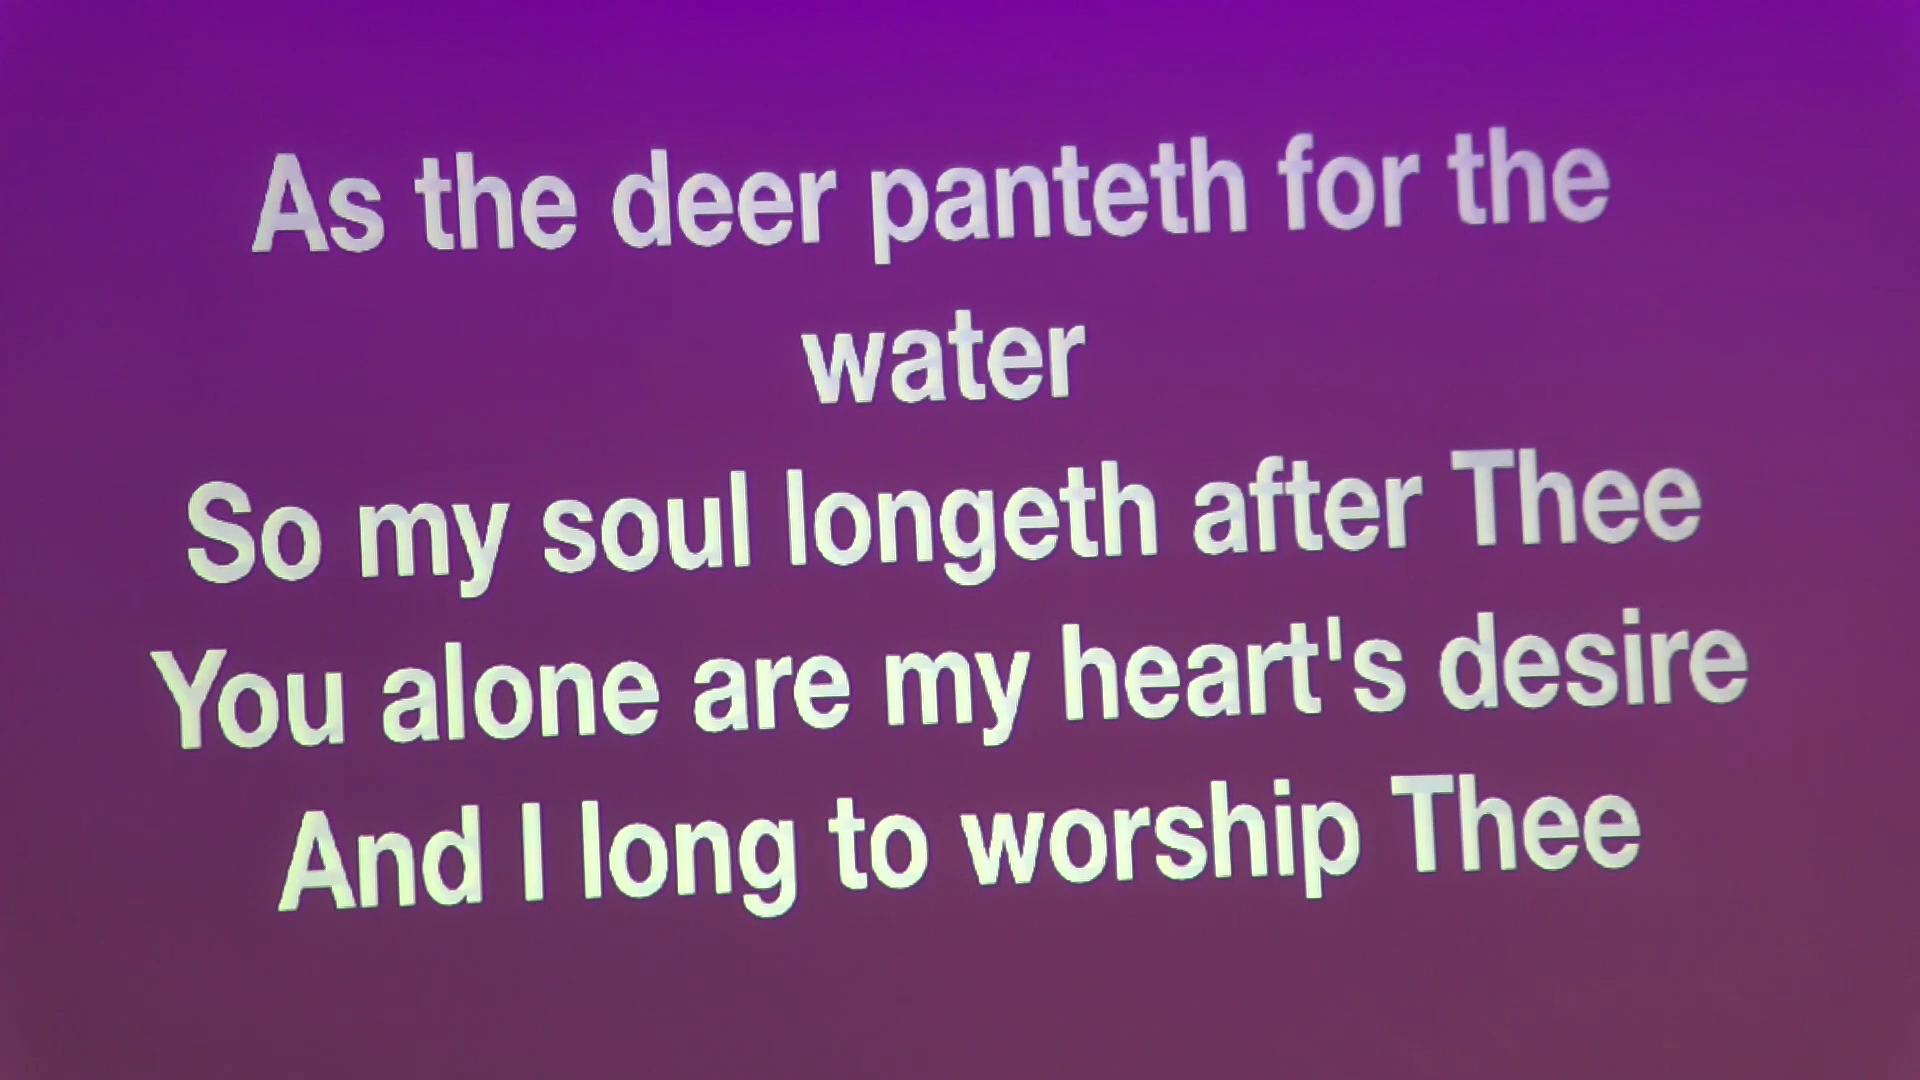 As the deer panteth for the
water
So my soul longeth after Thee
You alone are my heart's desire
And I long to worship Thee